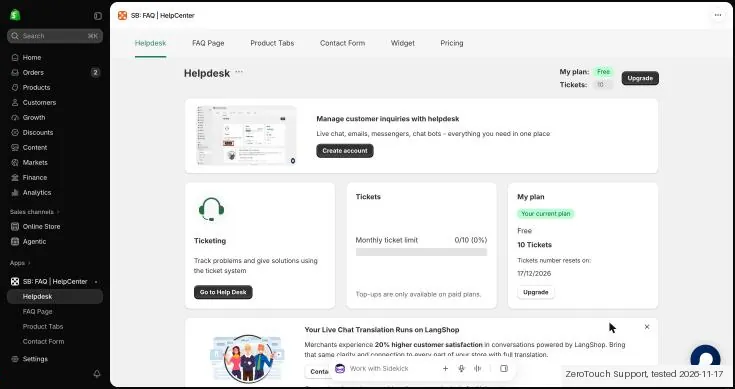 SB: FAQ | HelpCenter
Search ⌘K
Home
Orders 2
Products
Customers
Growth
Discounts
Content
Markets
Finance
Analytics
Sales channels
Online Store
Agentic
Apps
SB: FAQ | HelpCenter
Helpdesk
FAQ Page
Product Tabs
Contact Form
Settings
Helpdesk FAQ Page Product Tabs Contact Form Widget Pricing
Helpdesk ...
My plan: Free
Tickets: 10
Upgrade
Manage customer inquiries with helpdesk
Live chat, emails, messengers, chat bots – everything you need in one place
Create account
Ticketing
Track problems and give solutions using
the ticket system
Go to Help Desk
Tickets
Monthly ticket limit 0/10 (0%)
Top-ups are only available on paid plans.
My plan
Your current plan
Free
10 Tickets
Tickets number resets on:
17/12/2026
Upgrade
Your Live Chat Translation Runs on LangShop
Merchants experience 20% higher customer satisfaction in conversations powered by LangShop. Bring
that same clarity and connection to every part of your store with full translation.
Conta
Work with Sidekick
ZeroTouch Support, tested 2026-11-17